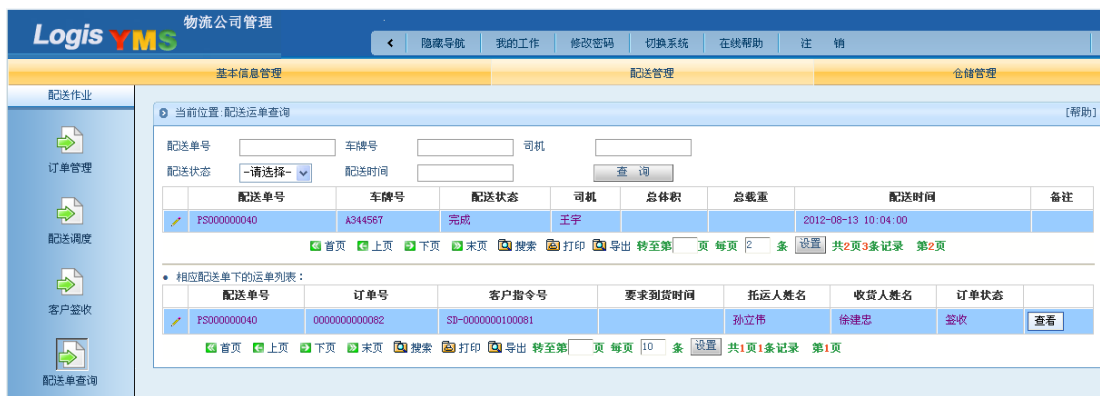 Logis YMS 物流公司管理
隐藏导航 我的工作 修改密码 切换系统 在线帮助 注 销
基本信息管理 配送管理 仓储管理
配送作业
当前位置:配送运单查询 [帮助]
配送单号 车牌号 司机
订单管理
配送状态 -请选择- 配送时间 查 询
配送单号 车牌号 配送状态 司机 总体积 总载重 配送时间 备注
PS000000040 A344567 完成 王宇 2012-08-13 10:04:00
配送调度
首页 上页 下页 末页 搜索 打印 导出 转至第 页 每页 2 条 设置 共2页3条记录 第2页
相应配送单下的运单列表：
配送单号 订单号 客户指令号 要求到货时间 托运人姓名 收货人姓名 订单状态
客户签收
PS000000040 0000000000082 SD-0000000100081 孙立伟 徐建忠 签收 查看
首页 上页 下页 末页 搜索 打印 导出 转至第 页 每页 10 条 设置 共1页1条记录 第1页
配送单查询